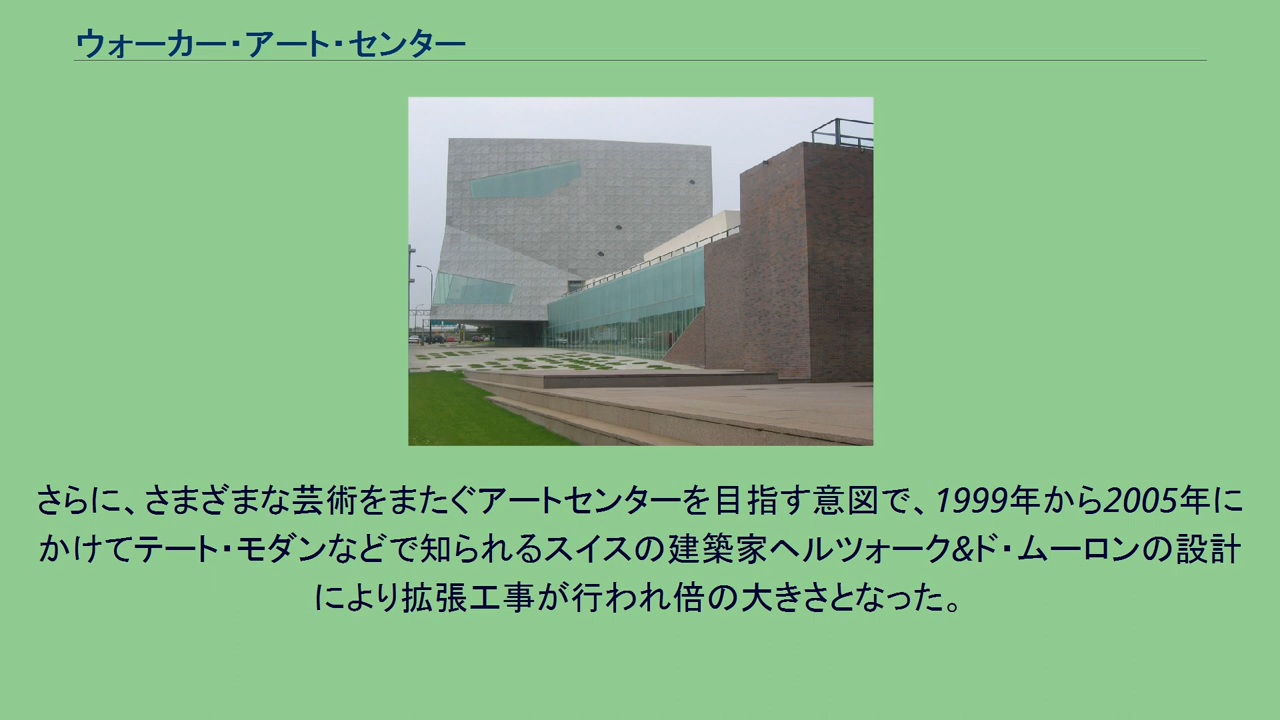 ウォーカー・アート・センター
さらに、さまざまな芸術をまたぐアートセンターを目指す意図で、1999年から2005年に
かけてテート・モダンなどで知られるスイスの建築家ヘルツォーク&ド・ムーロンの設計
により拡張工事が行われ倍の大きさとなった。